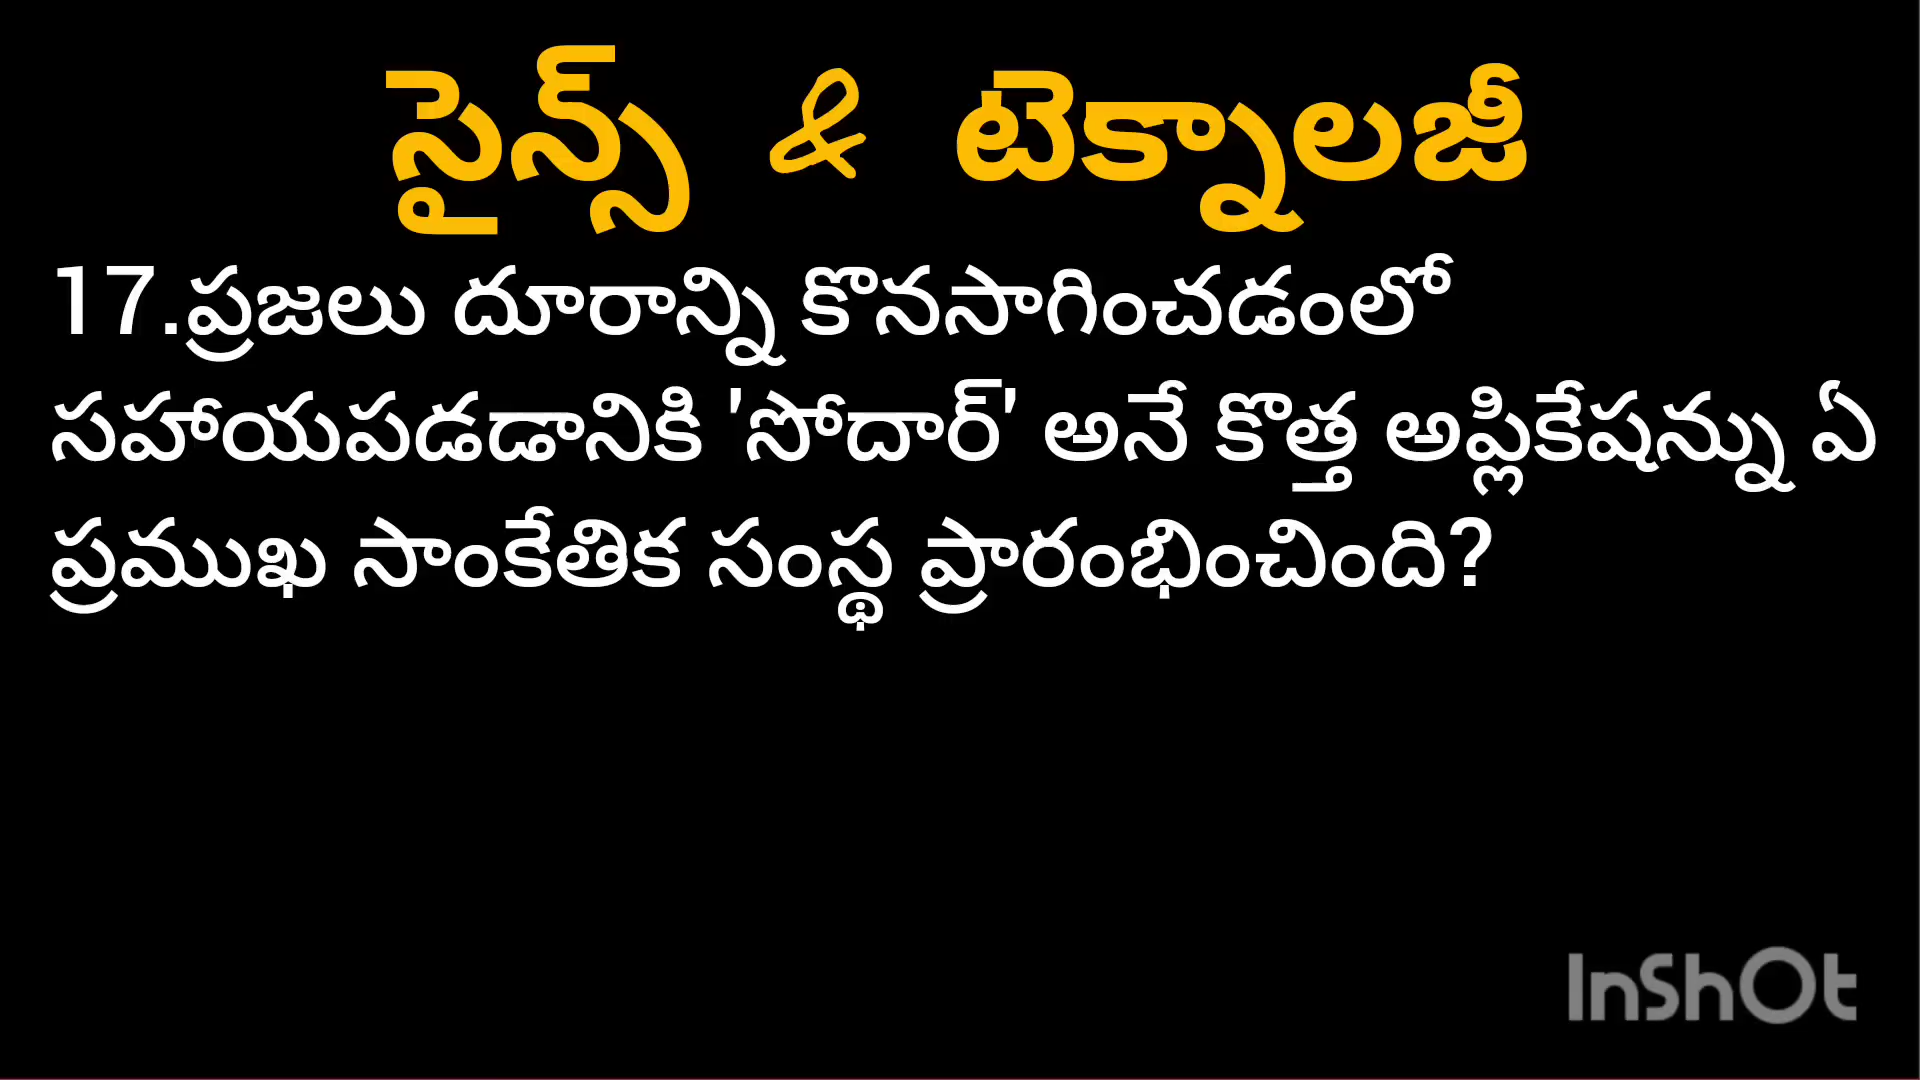 సైన్స్ & టెక్నాలజీ
17.ప్రజలు దూరాన్ని కొనసాగించడంలో
సహాయపడడానికి 'సోదార్' అనే కొత్త అప్లికేషన్ను ఏ
ప్రముఖ సాంకేతిక సంస్థ ప్రారంభించింది?
InShOt